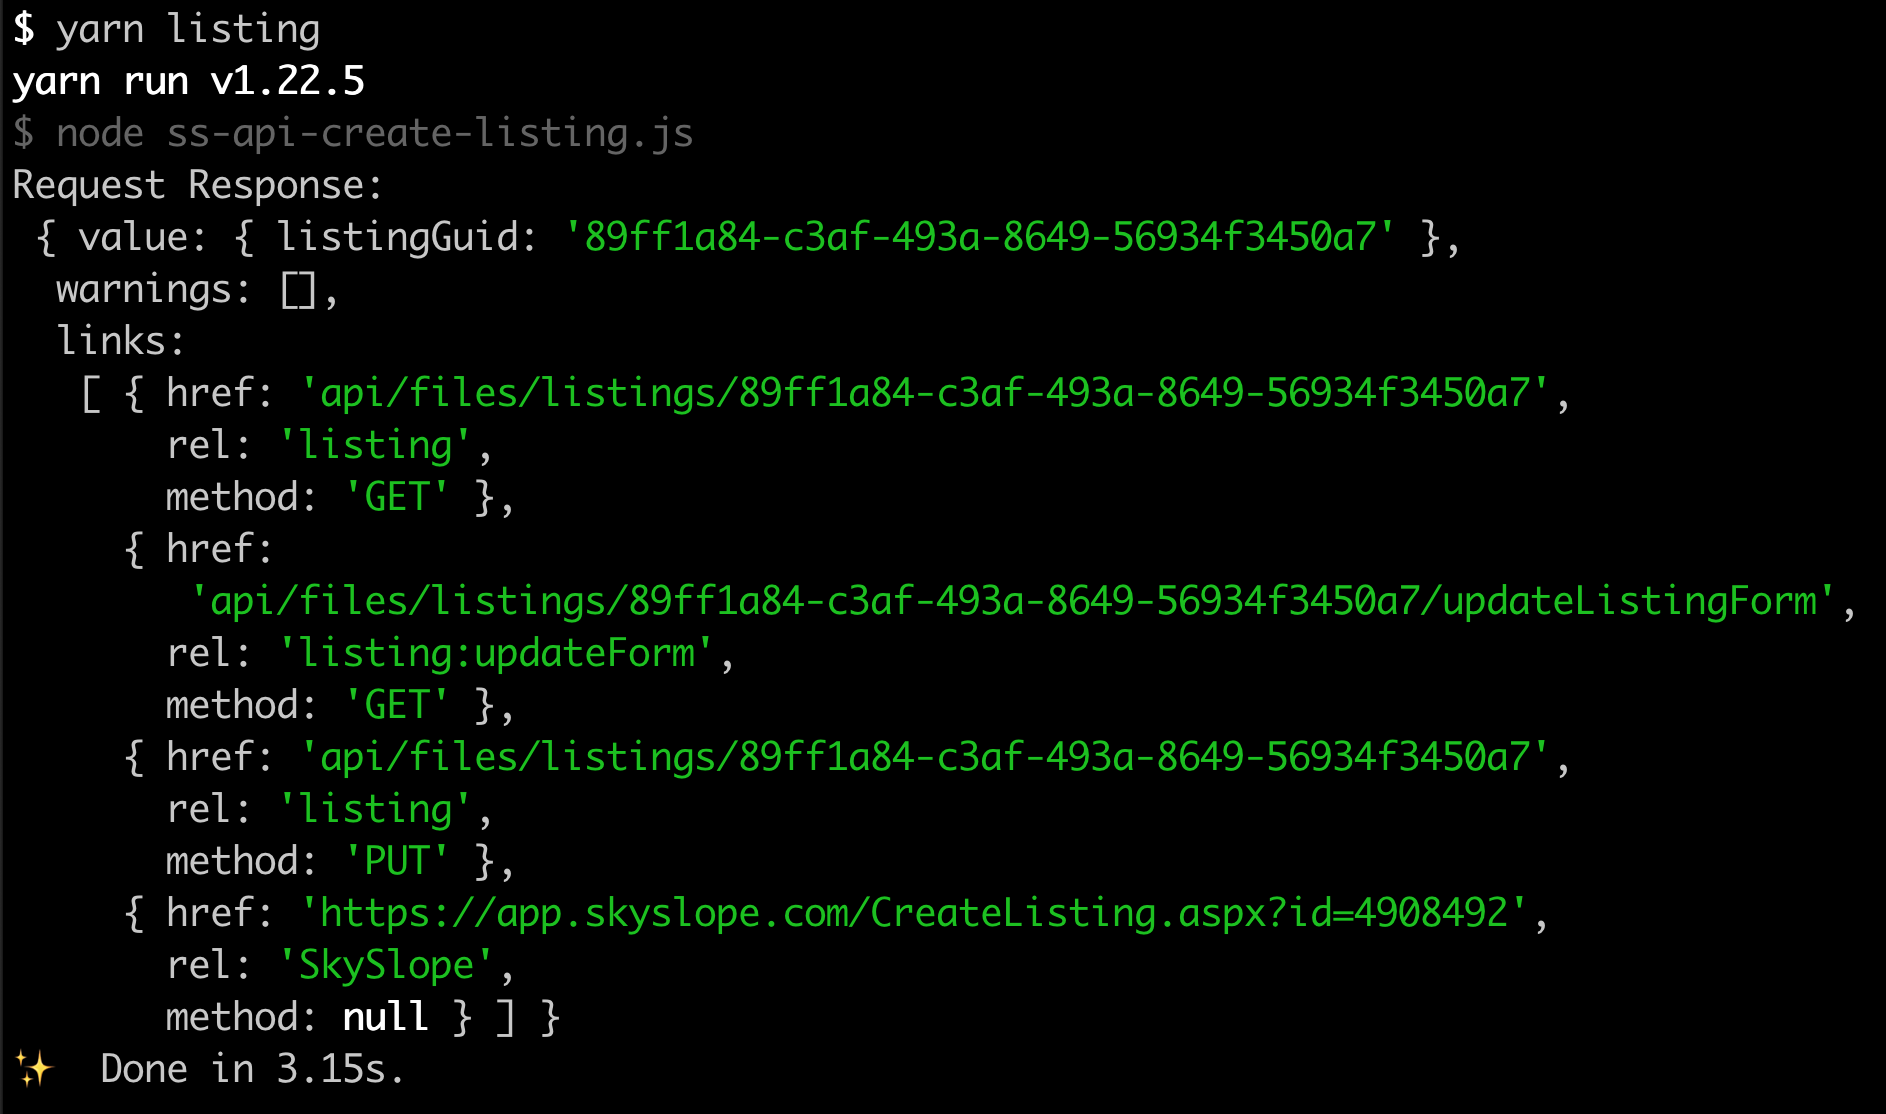 $ yarn listing
yarn run v1.22.5
$ node ss-api-create-listing.js
Request Response:
 { value: { listingGuid: '89ff1a84-c3af-493a-8649-56934f3450a7' },
  warnings: [],
  links:
   [ { href: 'api/files/listings/89ff1a84-c3af-493a-8649-56934f3450a7',
       rel: 'listing',
       method: 'GET' },
     { href:
        'api/files/listings/89ff1a84-c3af-493a-8649-56934f3450a7/updateListingForm',
       rel: 'listing:updateForm',
       method: 'GET' },
     { href: 'api/files/listings/89ff1a84-c3af-493a-8649-56934f3450a7',
       rel: 'listing',
       method: 'PUT' },
     { href: 'https://app.skyslope.com/CreateListing.aspx?id=4908492',
       rel: 'SkySlope',
       method: null } ] }
✨  Done in 3.15s.